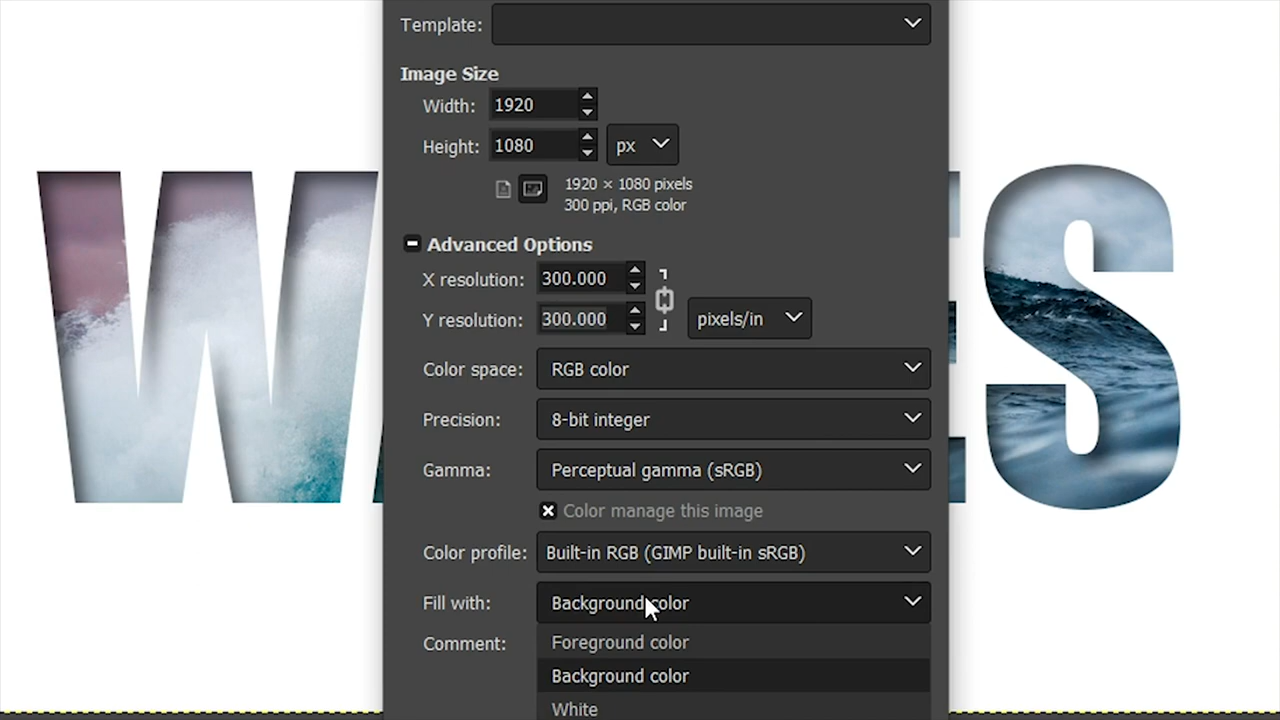 Template:
Image Size
Width: 1920
Height: 1080 px
1920 × 1080 pixels
300 ppi, RGB color
Advanced Options
X resolution: 300.000
Y resolution: 300.000 pixels/in
Color space: RGB color
Precision: 8-bit integer
Gamma: Perceptual gamma (sRGB)
Color manage this image
Color profile: Built-in RGB (GIMP built-in sRGB)
Fill with: Background color
Comment:
Foreground color
Background color
White
W
S